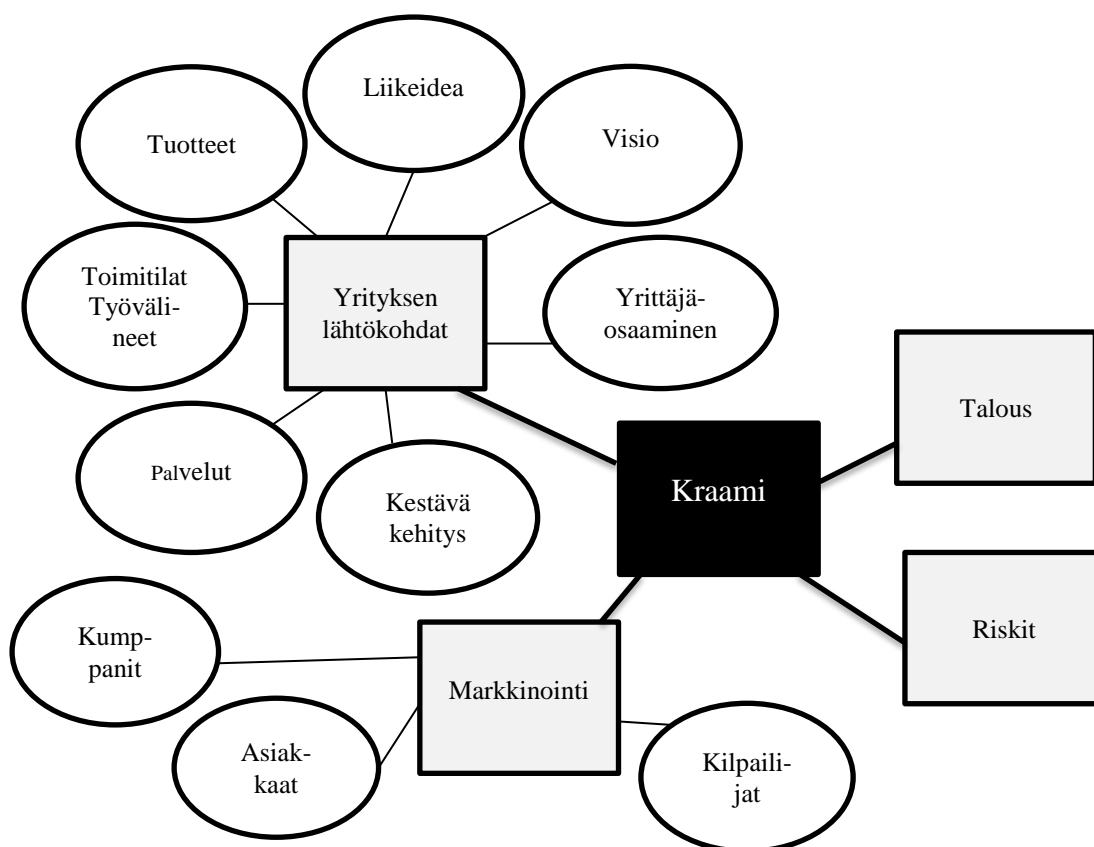 Liikeidea
Visio
Tuotteet
Toimitilat
Työväli-
neet
Yrityksen
lähtökohdat
Yrittäjä-
osaaminen
Talous
Palvelut
Kestävä
kehitys
Kraami
Kump-
panit
Markkinointi
Riskit
Asiak-
kaat
Kilpaili-
jat